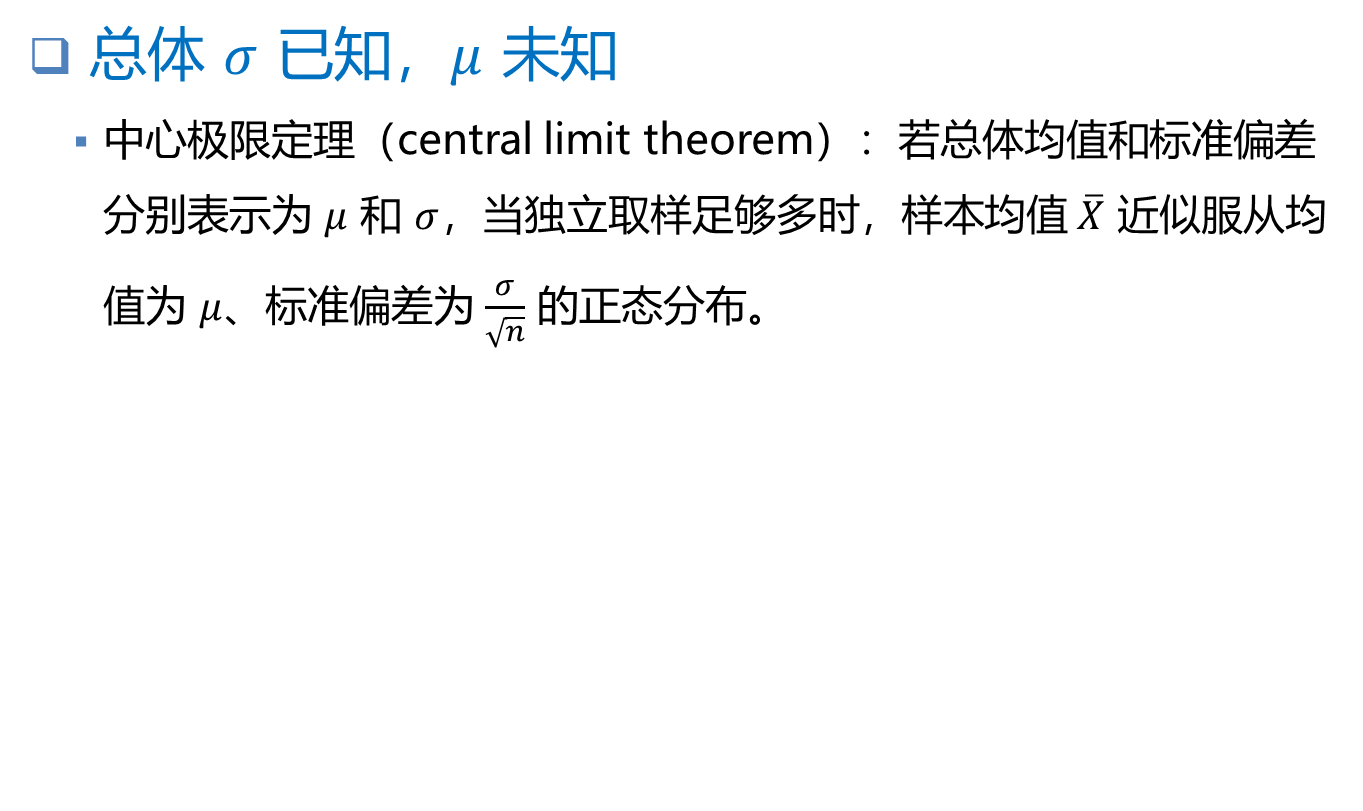 ❑ 总体 𝜎 已知，𝜇 未知
▪ 中心极限定理（central limit theorem）：若总体均值和标准偏差
分别表示为 𝜇 和 𝜎，当独立取样足够多时，样本均值 X̄ 近似服从均
值为 𝜇、标准偏差为 σ/√n 的正态分布。